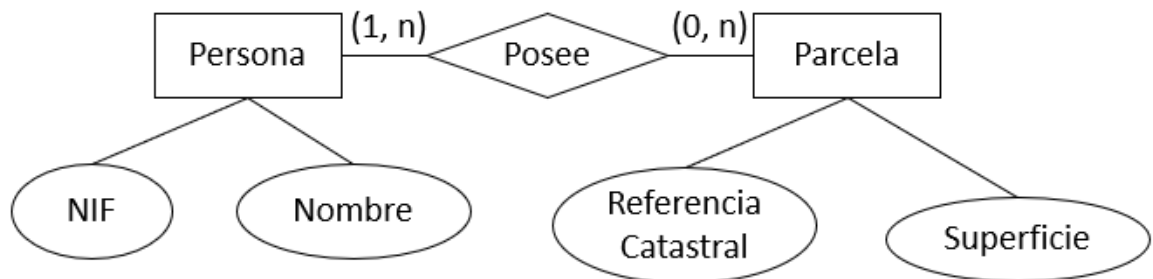 Persona
(1, n)
Posee
(0, n)
Parcela
NIF
Nombre
Referencia
Catastral
Superficie